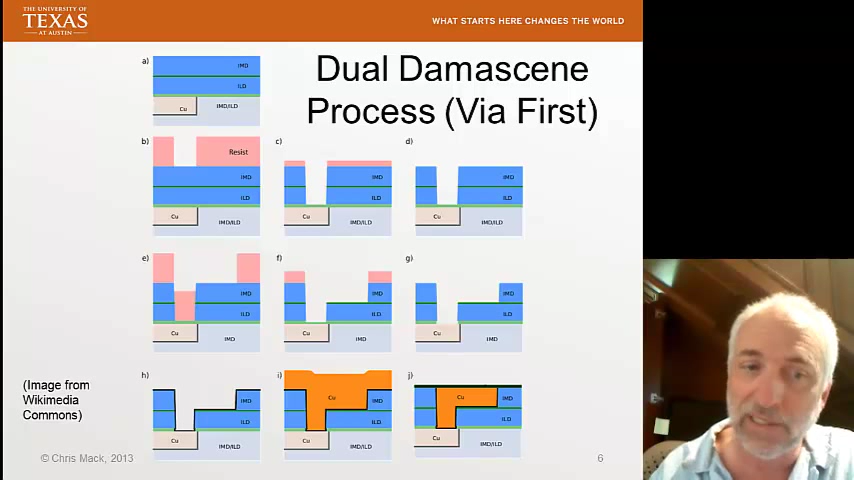 THE UNIVERSITY OF
TEXAS
AT AUSTIN
WHAT STARTS HERE CHANGES THE WORLD
Dual Damascene
Process (Via First)
a)
IMD
ILD
Cu
IMD/ILD
b)
Resist
IMD
ILD
Cu
IMD/ILD
c)
IMD
ILD
Cu
IMD/ILD
d)
IMD
ILD
Cu
IMD/ILD
e)
IMD
ILD
Cu
IMD
f)
IMD
ILD
Cu
IMD
g)
IMD
ILD
Cu
IMD
(Image from
Wikimedia
Commons)
h)
IMD
ILD
Cu
IMD/ILD
i)
Cu
IMD
ILD
Cu
IMD/ILD
j)
Cu
IMD
ILD
Cu
IMD/ILD
© Chris Mack, 2013
6